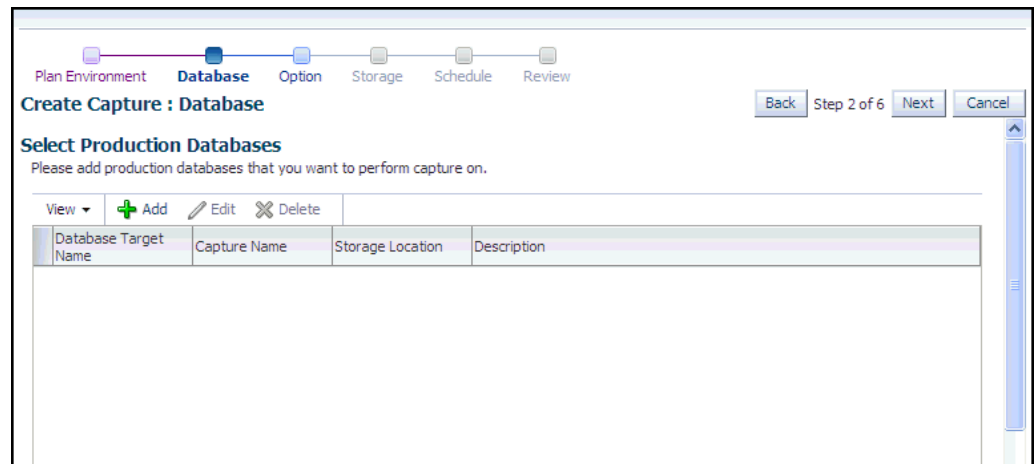 Plan Environment Database Option Storage Schedule Review
Create Capture : Database
Back Step 2 of 6 Next Cancel
Select Production Databases
Please add production databases that you want to perform capture on.
View Add Edit Delete
Database Target
Name
Capture Name
Storage Location
Description